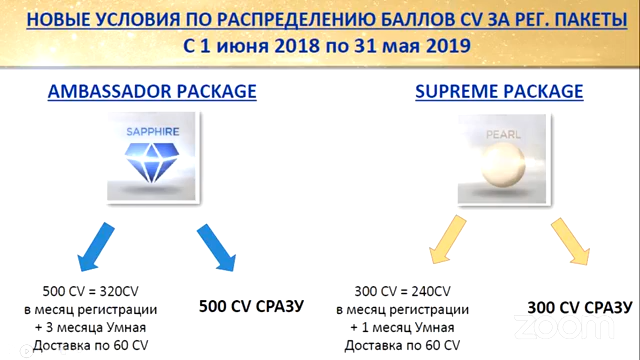 НОВЫЕ УСЛОВИЯ ПО РАСПРЕДЕЛЕНИЮ БАЛЛОВ CV ЗА РЕГ. ПАКЕТЫ
С 1 июня 2018 по 31 мая 2019
AMBASSADOR PACKAGE
SUPREME PACKAGE
SAPPHIRE
PEARL
500 CV = 320CV
в месяц регистрации
+ 3 месяца Умная
Доставка по 60 CV
500 CV СРАЗУ
300 CV = 240CV
в месяц регистрации
+ 1 месяц Умная
Доставка по 60 CV
300 CV СРАЗУ
zoom